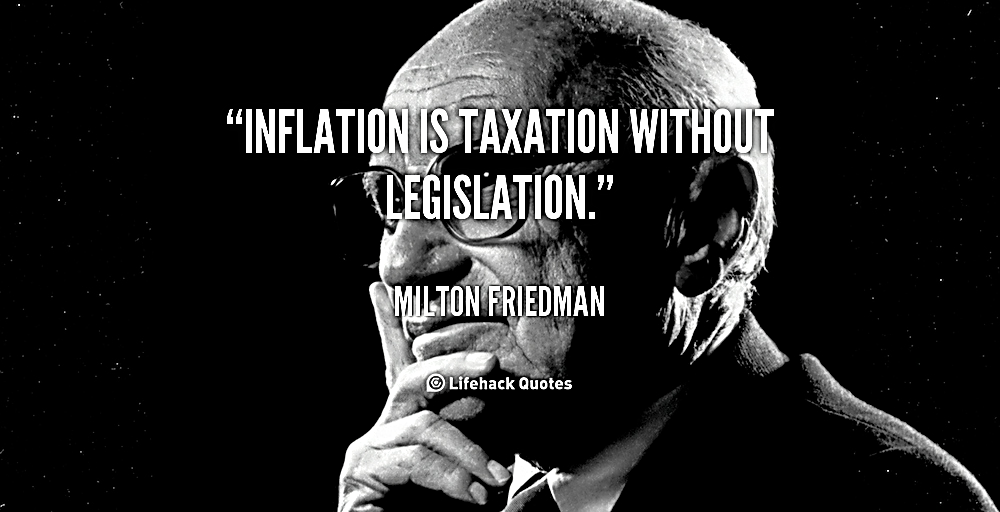 “INFLATION IS TAXATION WITHOUT
LEGISLATION.”
MILTON FRIEDMAN
Lifehack Quotes